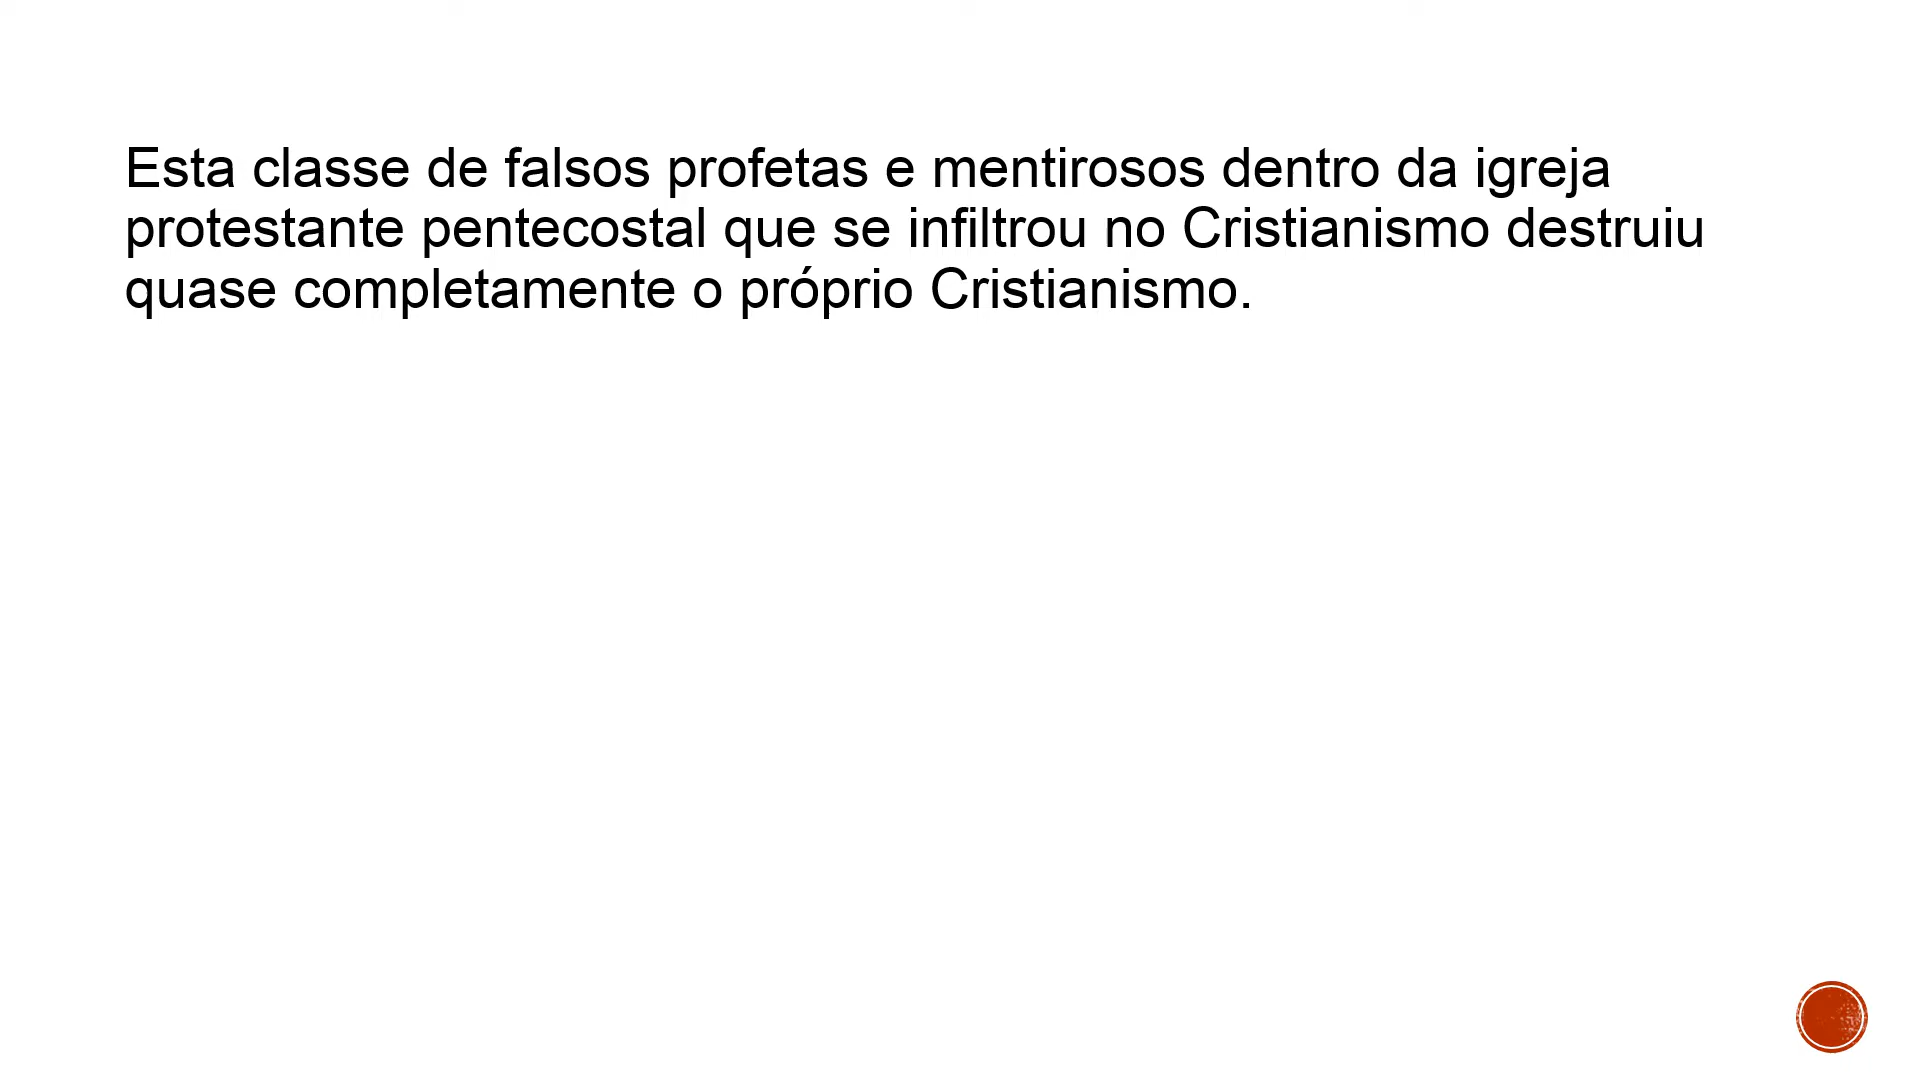 Esta classe de falsos profetas e mentirosos dentro da igreja
protestante pentecostal que se infiltrou no Cristianismo destruiu
quase completamente o próprio Cristianismo.